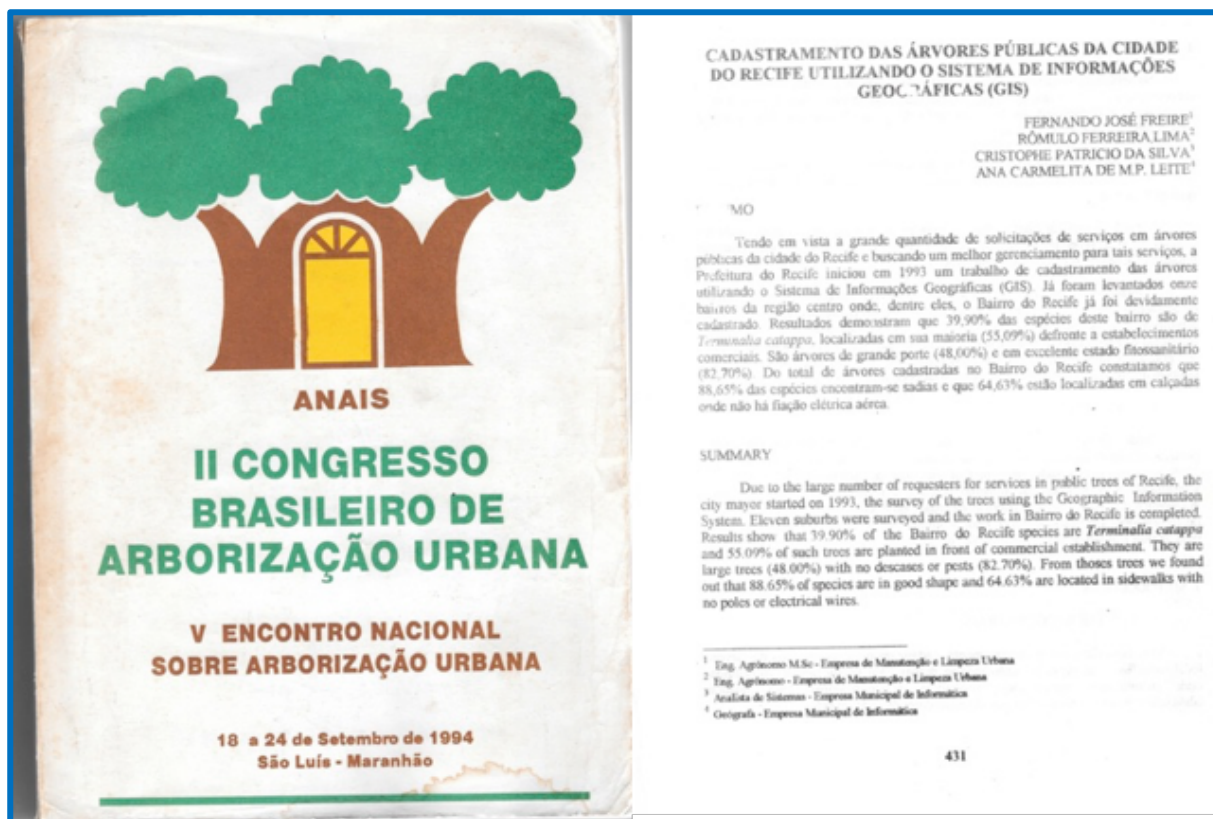 ANAIS
II CONGRESSO
BRASILEIRO DE
ARBORIZAÇÃO URBANA
V ENCONTRO NACIONAL
SOBRE ARBORIZAÇÃO URBANA
18 a 24 de Setembro de 1994
São Luís - Maranhão
CADASTRAMENTO DAS ÁRVORES PÚBLICAS DA CIDADE
DO RECIFE UTILIZANDO O SISTEMA DE INFORMAÇÕES
GEOGRÁFICAS (GIS)
FERNANDO JOSÉ FREIRE¹
RÔMULO FERREIRA LIMA²
CRISTOPHE PATRICIO DA SILVA³
ANA CARMELITA DE M.P. LEITE⁴
MO
Tendo em vista a grande quantidade de solicitações de serviços em árvores
públicas da cidade do Recife e buscando um melhor gerenciamento para tais serviços, a
Prefeitura do Recife iniciou em 1993 um trabalho de cadastramento das árvores
utilizando o Sistema de Informações Geográficas (GIS). Já foram levantados onze
bairros da região centro onde, dentre eles, o Bairro do Recife já foi devidamente
cadastrado. Resultados demonstram que 39,90% das espécies deste bairro são de
Terminalia catappa, localizadas em sua maioria (55,09%) defronte a estabelecimentos
comerciais. São árvores de grande porte (48,00%) e em excelente estado fitossanitário
(82,70%). Do total de árvores cadastradas no Bairro do Recife constatamos que
88,65% das espécies encontram-se sadias e que 64,63% estão localizadas em calçadas
onde não há fiação elétrica aérea.
SUMMARY
Due to the large number of requesters for services in public trees of Recife, the
city mayor started on 1993, the survey of the trees using the Geographic Information
System. Eleven suburbs were surveyed and the work in Bairro do Recife is completed.
Results show that 39.90% of the Bairro do Recife species are Terminalia catappa
and 55.09% of such trees are planted in front of commercial establishment. They are
large trees (48.00%) with no descases or pests (82.70%). From thoses trees we found
out that 88.65% of species are in good shape and 64.63% are located in sidewalks with
no poles or electrical wires.
¹ Eng. Agrônomo M.Sc - Empresa de Manutenção e Limpeza Urbana
² Eng. Agrônomo - Empresa de Manutenção e Limpeza Urbana
³ Analista de Sistemas - Empresa Municipal de Informática
⁴ Geógrafa - Empresa Municipal de Informática
431